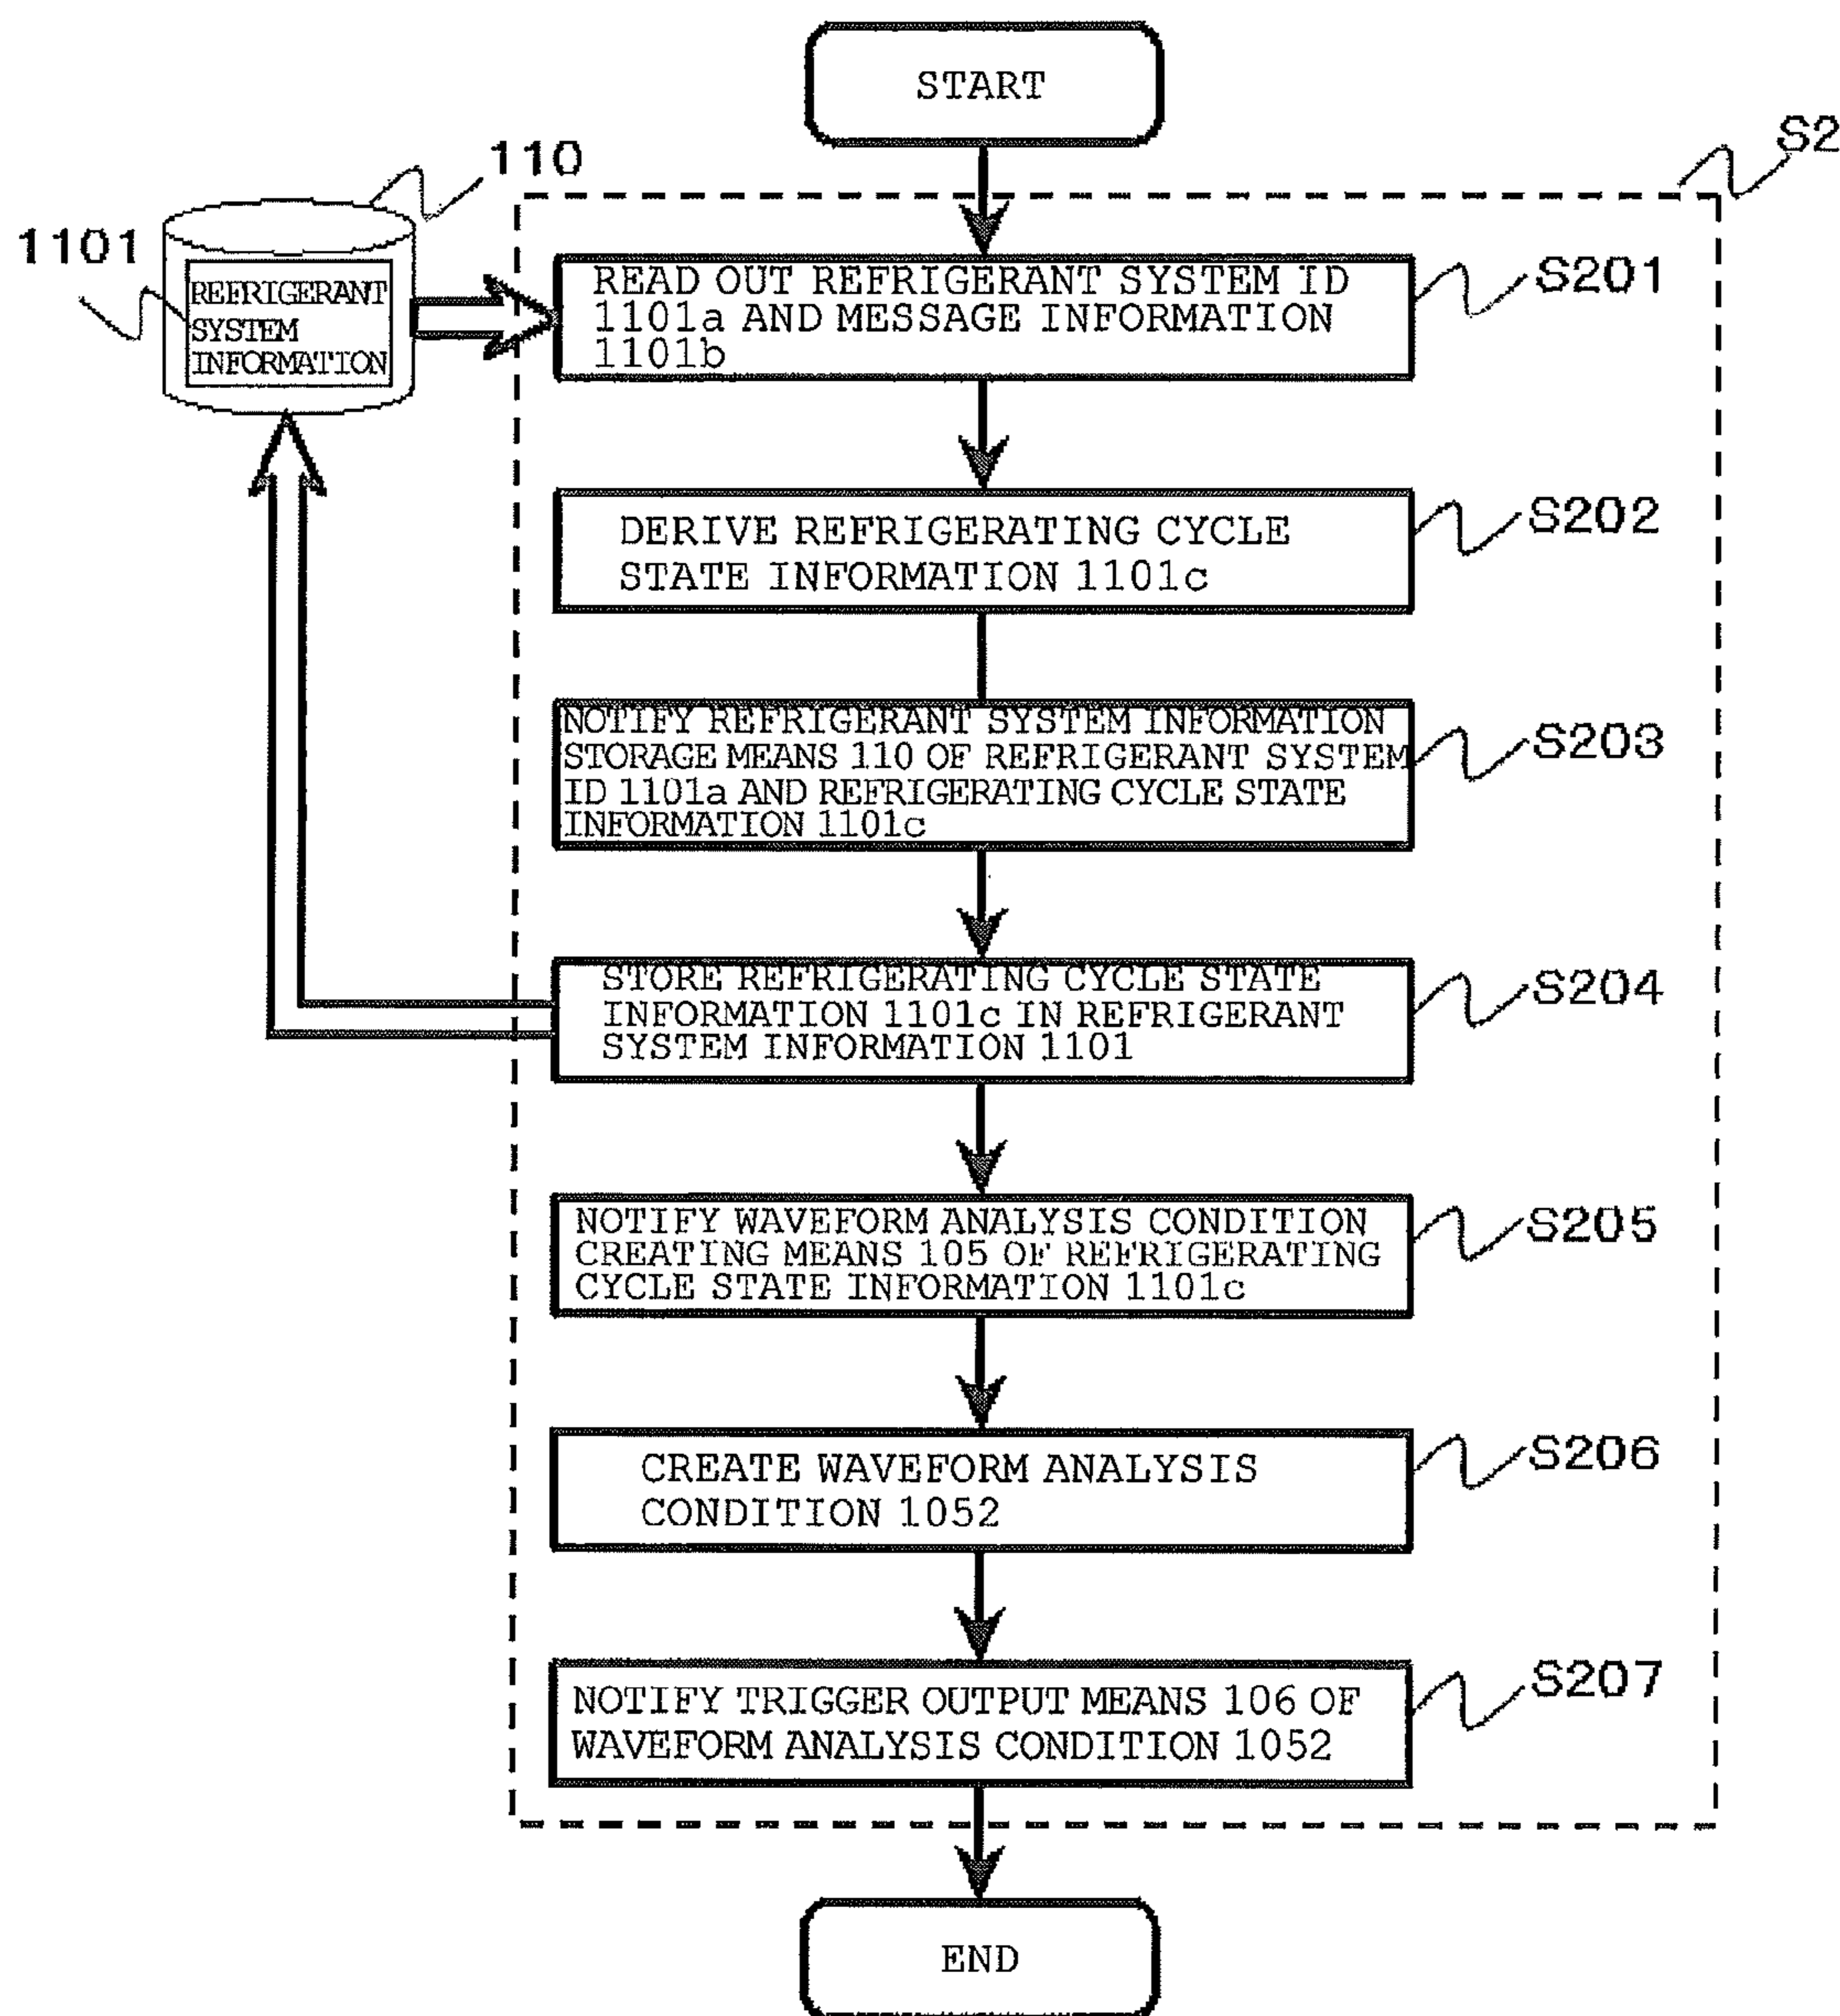 START
S2
110
1101
REFRIGERANT
SYSTEM
INFORMATION
READ OUT REFRIGERANT SYSTEM ID
1101a AND MESSAGE INFORMATION
1101b
S201
DERIVE REFRIGERATING CYCLE
STATE INFORMATION 1101c
S202
NOTIFY REFRIGERANT SYSTEM INFORMATION
STORAGE MEANS 110 OF REFRIGERANT SYSTEM
ID 1101a AND REFRIGERATING CYCLE STATE
INFORMATION 1101c
S203
STORE REFRIGERATING CYCLE STATE
INFORMATION 1101c IN REFRIGERANT
SYSTEM INFORMATION 1101
S204
NOTIFY WAVEFORM ANALYSIS CONDITION
CREATING MEANS 105 OF REFRIGERATING
CYCLE STATE INFORMATION 1101c
S205
CREATE WAVEFORM ANALYSIS
CONDITION 1052
S206
NOTIFY TRIGGER OUTPUT MEANS 106 OF
WAVEFORM ANALYSIS CONDITION 1052
S207
END